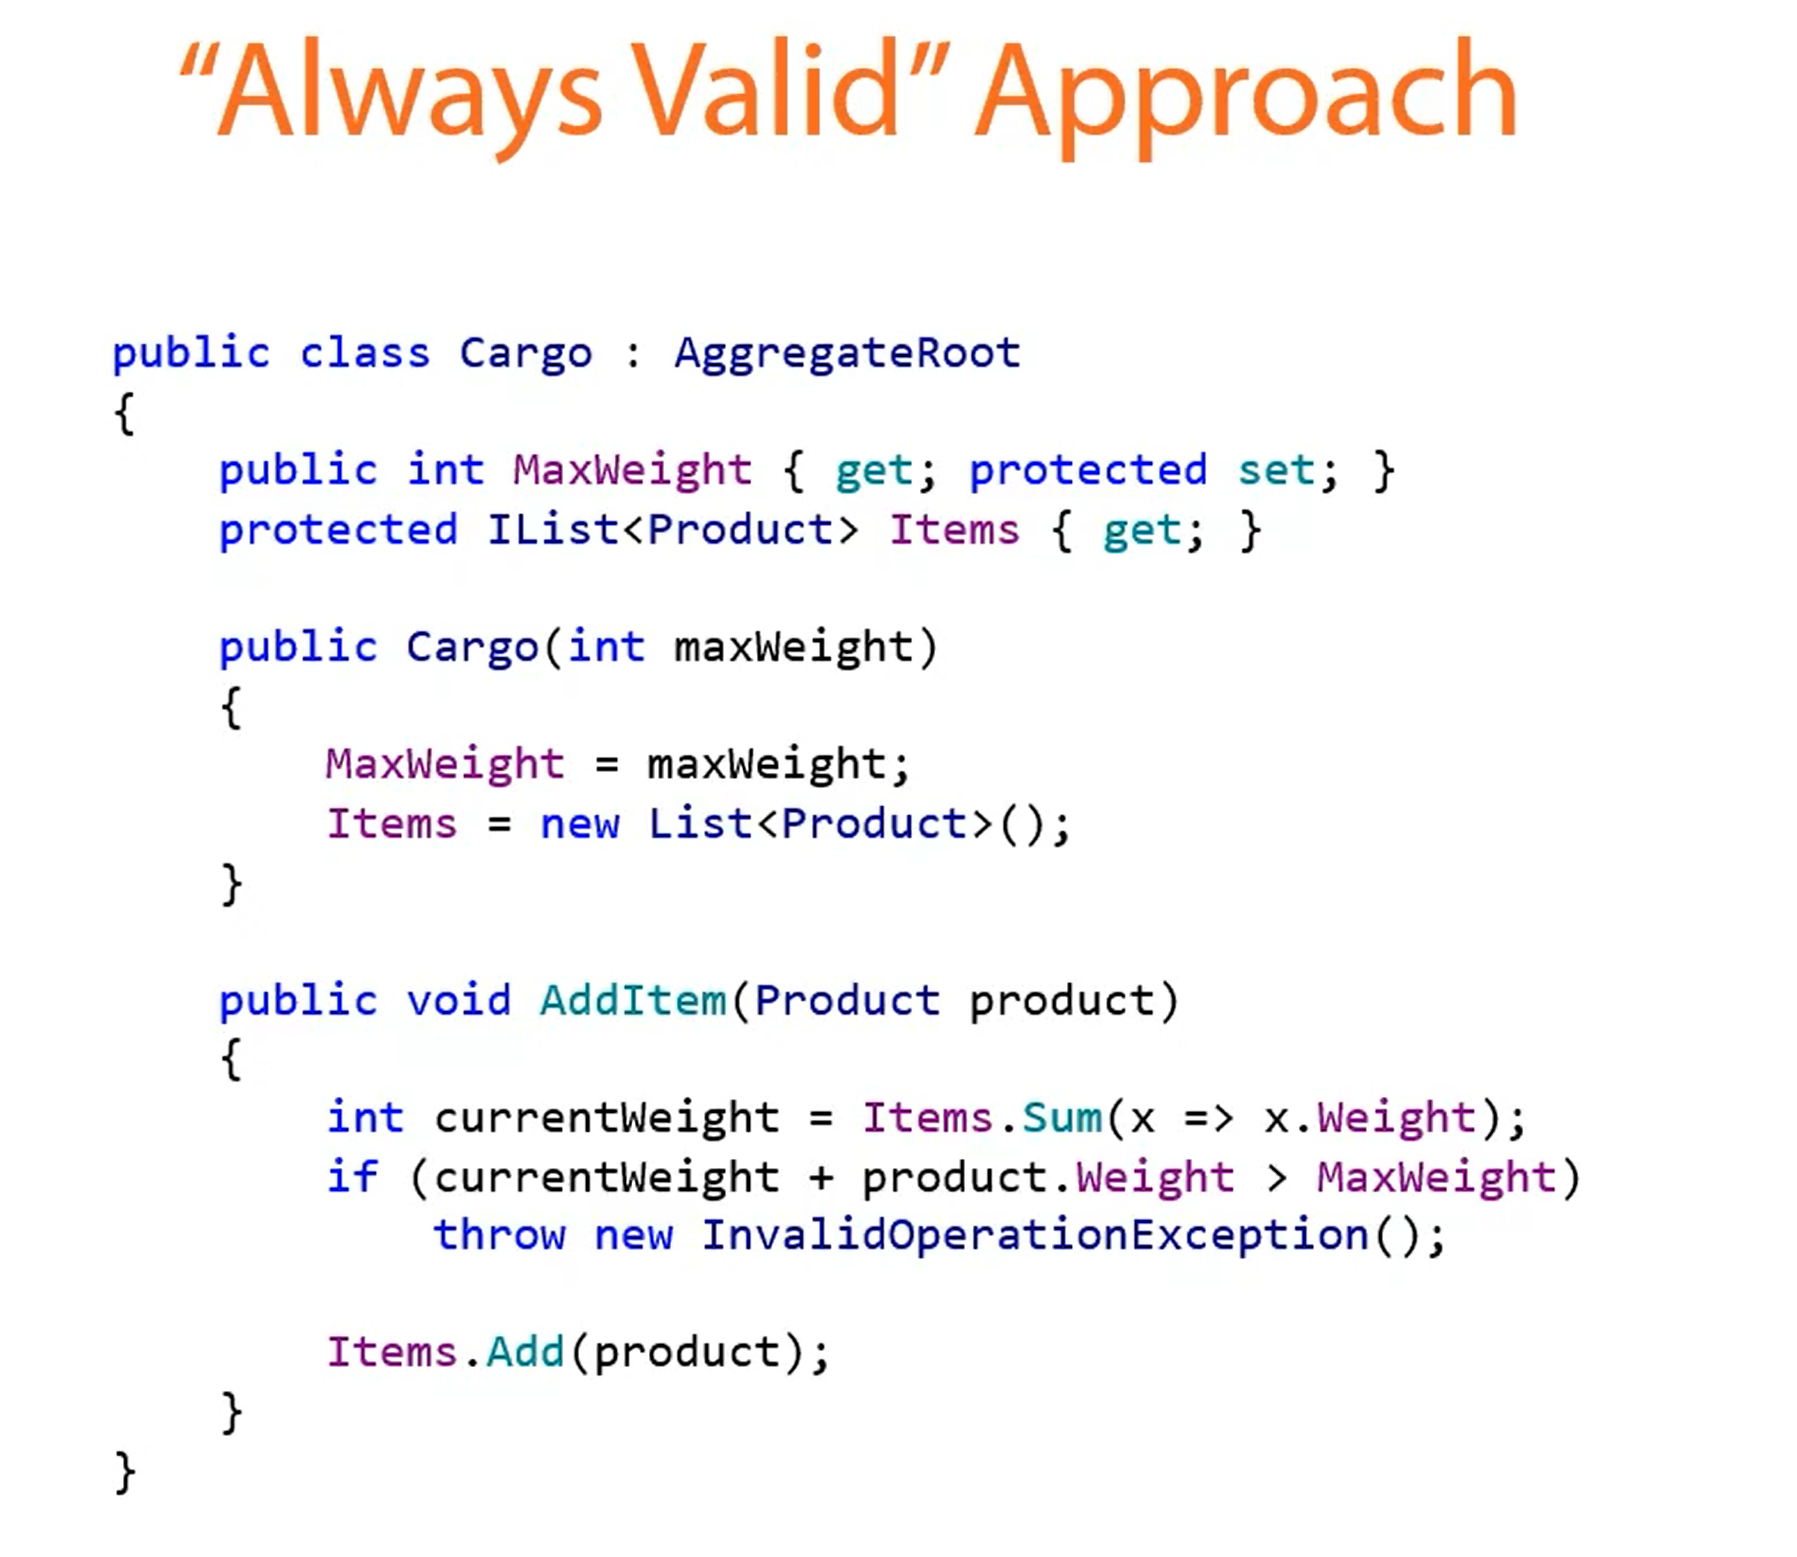 “Always Valid” Approach
public class Cargo : AggregateRoot
{
    public int MaxWeight { get; protected set; }
    protected IList<Product> Items { get; }

    public Cargo(int maxWeight)
    {
        MaxWeight = maxWeight;
        Items = new List<Product>();
    }

    public void AddItem(Product product)
    {
        int currentWeight = Items.Sum(x => x.Weight);
        if (currentWeight + product.Weight > MaxWeight)
            throw new InvalidOperationException();

        Items.Add(product);
    }
}